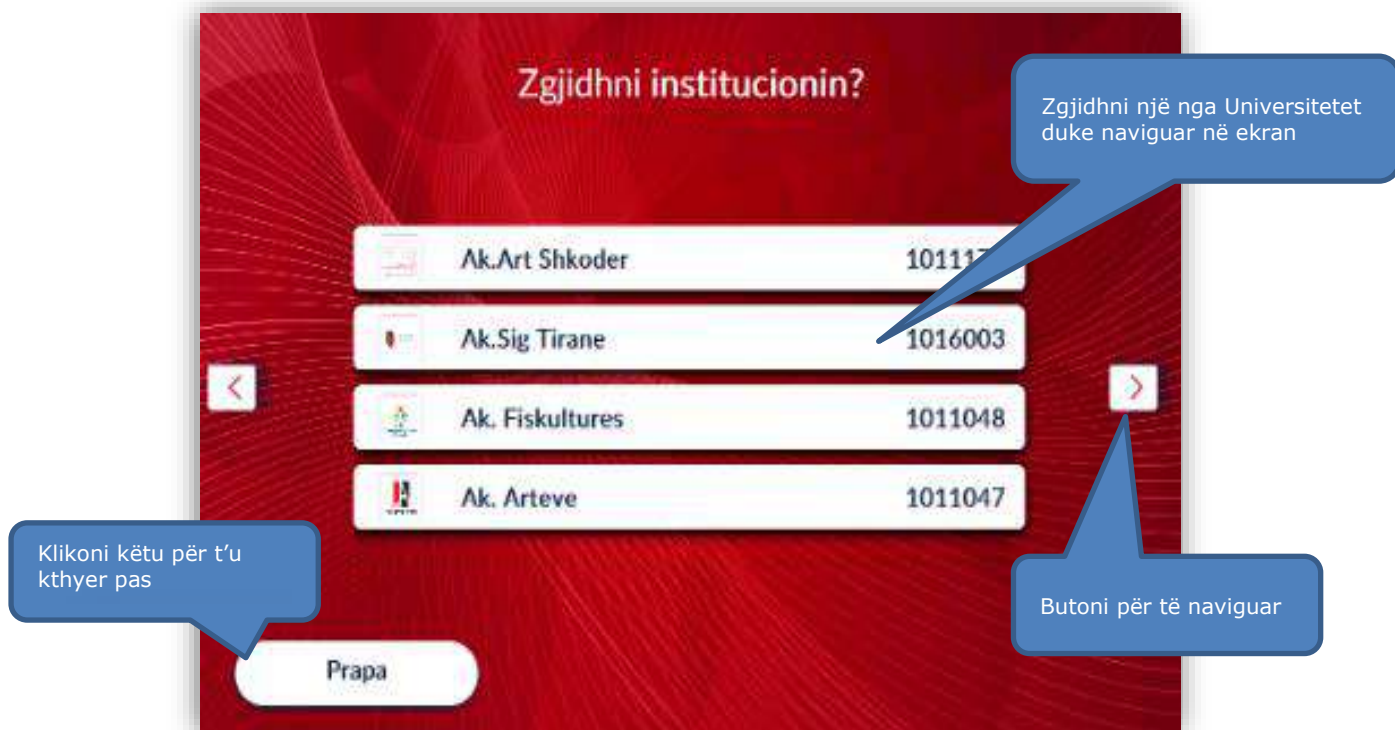 Zgjidhni institucionin?
Zgjidhni një nga Universitetet
duke naviguar në ekran
Ak.Art Shkoder
Ak.Sig Tirane 1016003
Ak. Fiskultures 1011048
Ak. Arteve 1011047
Klikoni këtu për t’u
kthyer pas
Butoni për të naviguar
Prapa